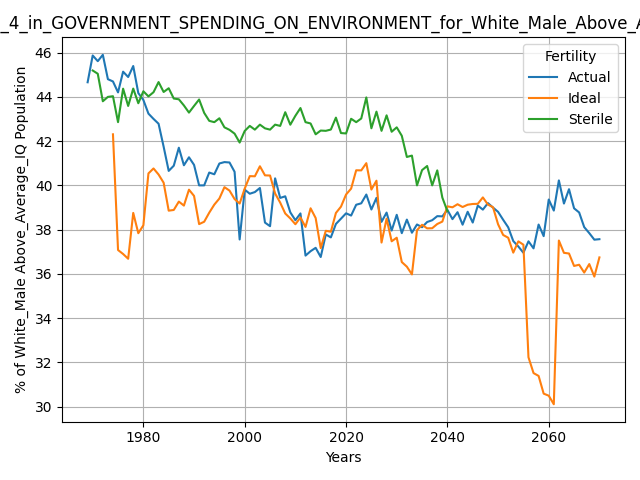 _4_in_GOVERNMENT_SPENDING_ON_ENVIRONMENT_for_White_Male_Above_A
Fertility
Actual
Ideal
Sterile
% of White_Male Above_Average_IQ Population
46
44
42
40
38
36
34
32
30
1980
2000
2020
2040
2060
Years